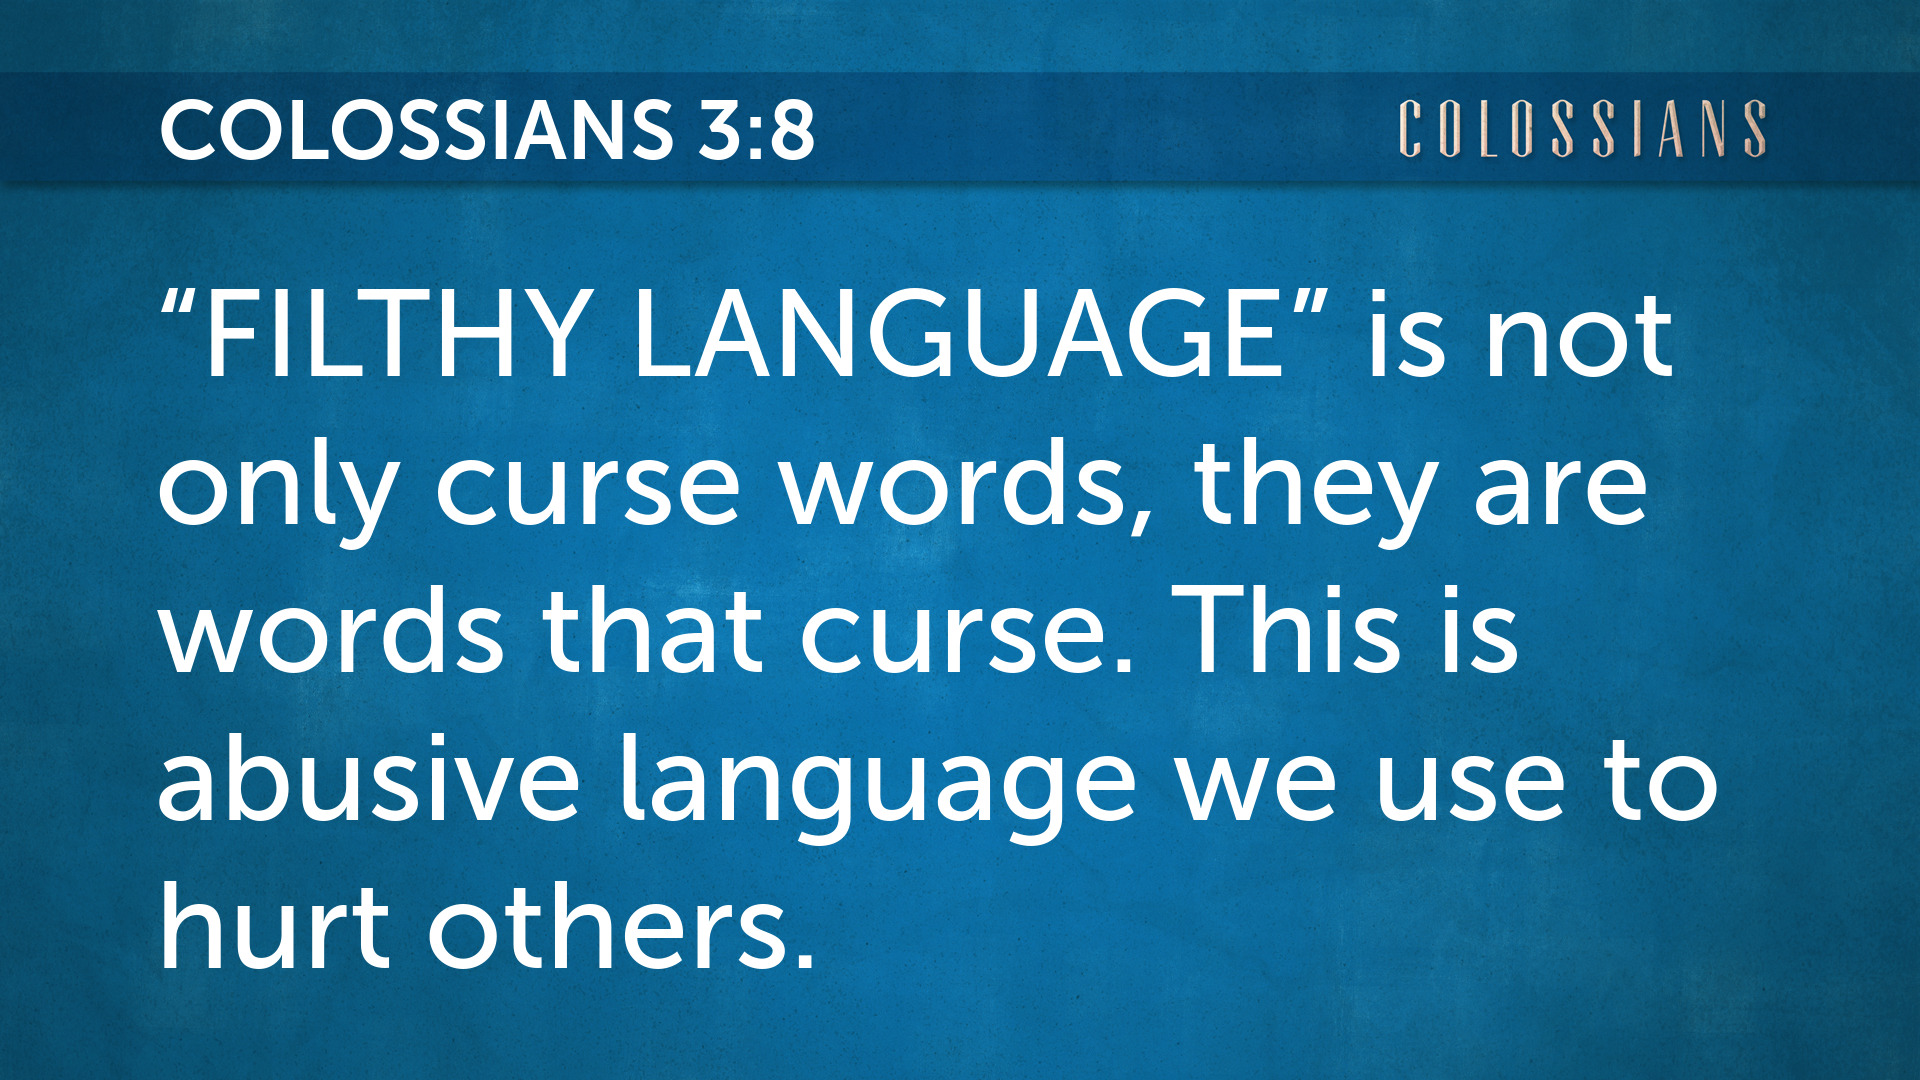 COLOSSIANS 3:8
COLOSSIANS
“FILTHY LANGUAGE” is not
only curse words, they are
words that curse. This is
abusive language we use to
hurt others.